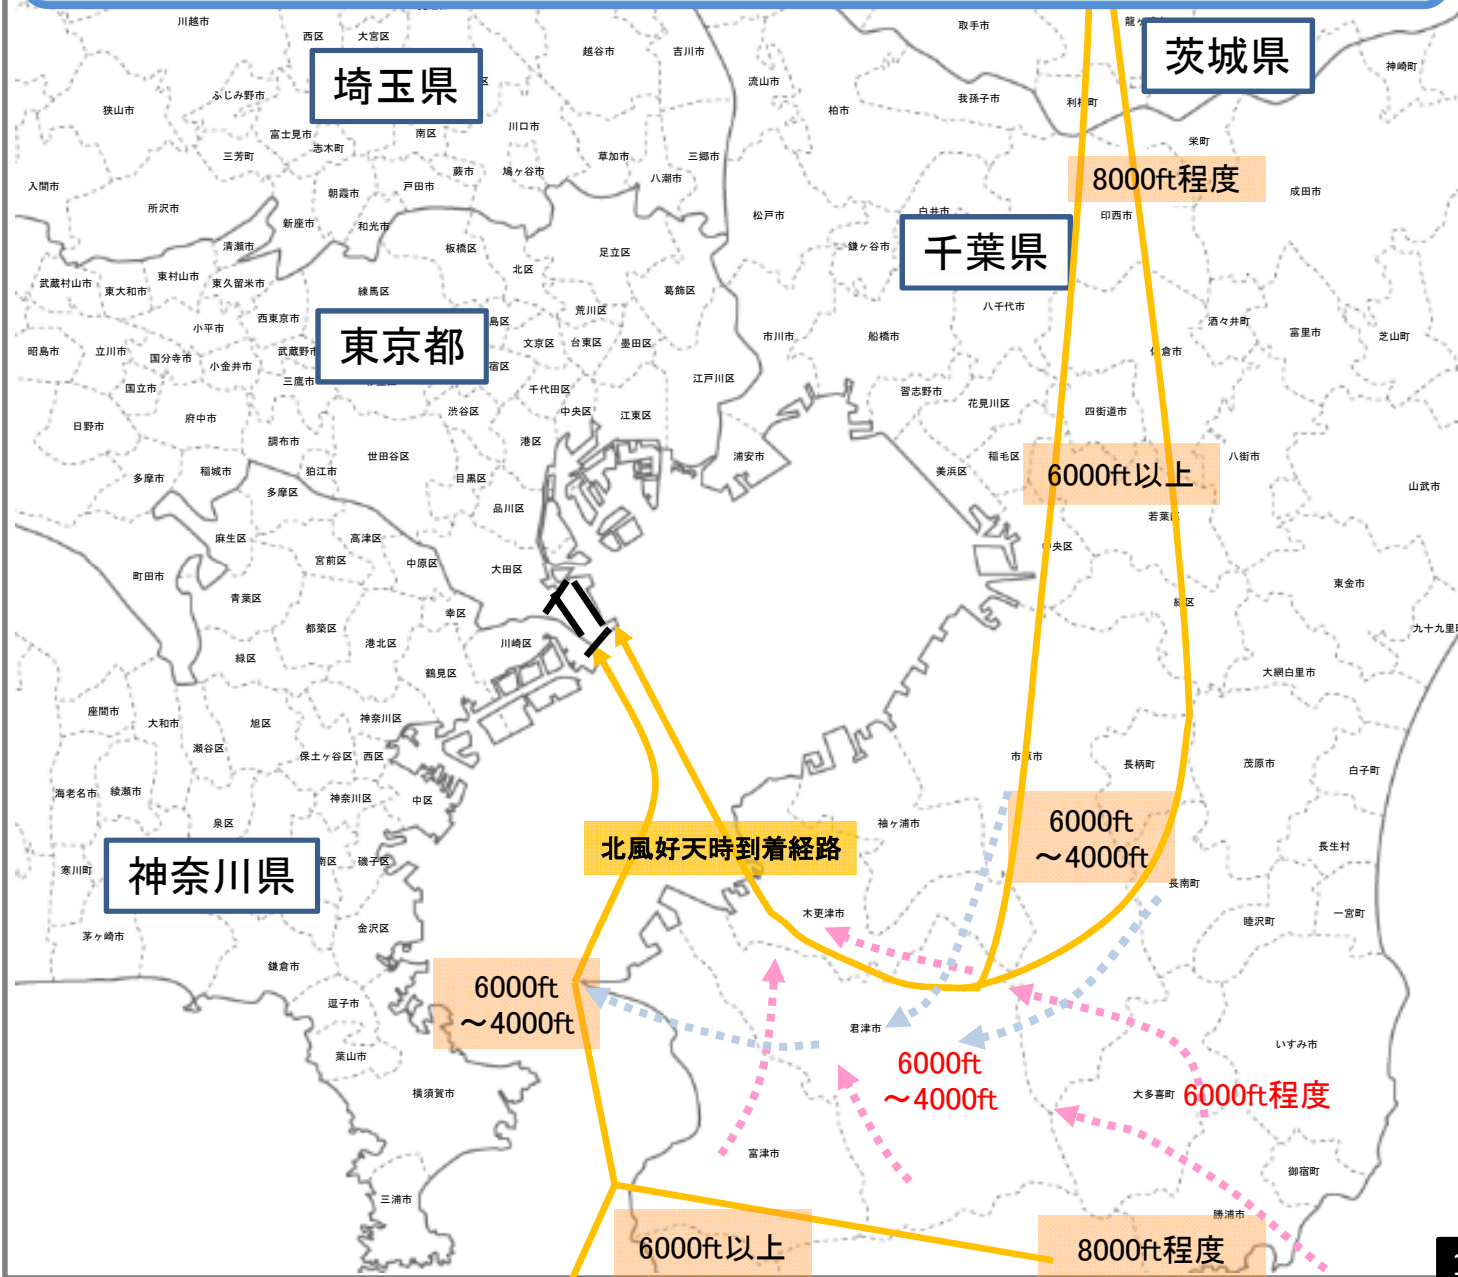 川越市
西区
大宮区
越谷市
吉川市
取手市
茨城県
神崎町
埼玉県
流山市
狭山市
ふじみ野市
柏市
我孫子市
富士見市
南区
川口市
栄町
三芳町
志木町
草加市
三郷市
8000ft程度
入間市
蕨市
鳩ヶ谷市
八潮市
朝霞市
戸田市
成田市
所沢市
新座市
和光市
松戸市
白井市
印西市
清瀬市
板橋区
足立区
鎌ヶ谷市
千葉県
武蔵村山市
東村山市
東大和市
東久留米市
練馬区
北区
葛飾区
八千代市
小平市
西東京市
東京都
島区
荒川区
酒々井町
富里市
芝山町
昭島市
立川市
国分寺市
小金井市
武蔵野市
宿区
文京区
台東区
墨田区
市川市
船橋市
国立市
三鷹市
千代田区
江戸川区
習志野市
花見川区
四街道市
日野市
府中市
調布市
渋谷区
中央区
江東区
港区
世田谷区
浦安市
美浜区
稲毛区
6000ft以上
八街市
多摩市
稲城市
狛江市
多摩区
目黒区
山武市
品川区
麻生区
高津区
宮前区
中原区
大田区
町田市
中央区
東金市
青葉区
幸区
都築区
港北区
川崎区
九十九里町
緑区
鶴見区
大網白里市
座間市
大和市
旭区
神奈川区
瀬谷区
保土ヶ谷区
西区
市原市
長柄町
茂原市
白子町
海老名市
綾瀬市
神奈川区
中区
泉区
袖ヶ浦市
6000ft
～4000ft
長生村
北風好天時到着経路
神奈川県
南区
磯子区
寒川町
長南町
木更津市
睦沢町
一宮町
茅ヶ崎市
金沢区
鎌倉市
6000ft
～4000ft
逗子市
君津市
いすみ市
葉山市
6000ft
～4000ft
横須賀市
大多喜町
6000ft程度
富津市
御宿町
三浦市
勝浦市
6000ft以上
8000ft程度